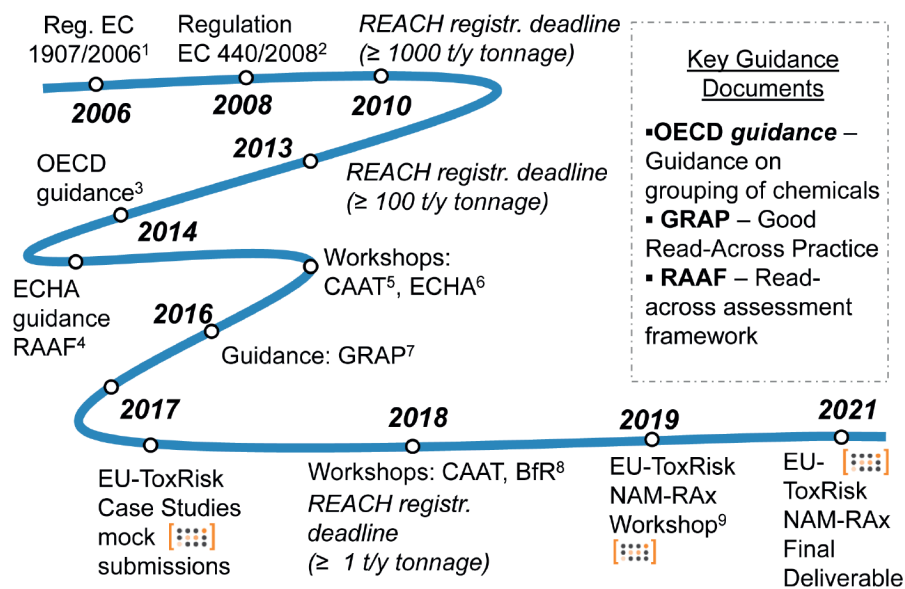 Reg. EC
1907/2006¹
Regulation
EC 440/2008²
REACH registr. deadline
(≥ 1000 t/y tonnage)
2006
2008
2010
2013
REACH registr. deadline
(≥ 100 t/y tonnage)
OECD
guidance³
2014
ECHA
guidance
RAAF⁴
Workshops:
CAAT⁵, ECHA⁶
2016
Guidance: GRAP⁷
2017
2018
2019
2021
EU-ToxRisk
Case Studies
mock
submissions
Workshops: CAAT, BfR⁸
REACH registr.
deadline
(≥ 1 t/y tonnage)
EU-ToxRisk
NAM-RAx
Workshop⁹
EU-
ToxRisk
NAM-RAx
Final
Deliverable
Key Guidance
Documents
▪OECD guidance –
Guidance on
grouping of chemicals
▪ GRAP – Good
Read-Across Practice
▪ RAAF – Read-
across assessment
framework